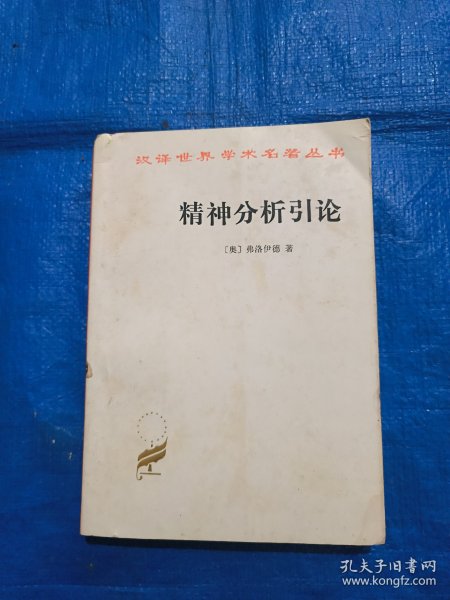 汉译世界学术名著丛书
精神分析引论
〔奥〕弗洛伊德 著
孔夫子旧书网
www.kongfz.com